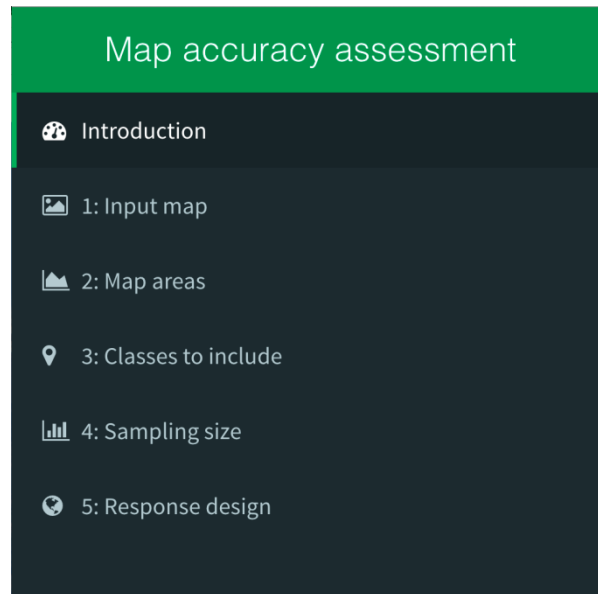 Map accuracy assessment
Introduction
1: Input map
2: Map areas
3: Classes to include
4: Sampling size
5: Response design